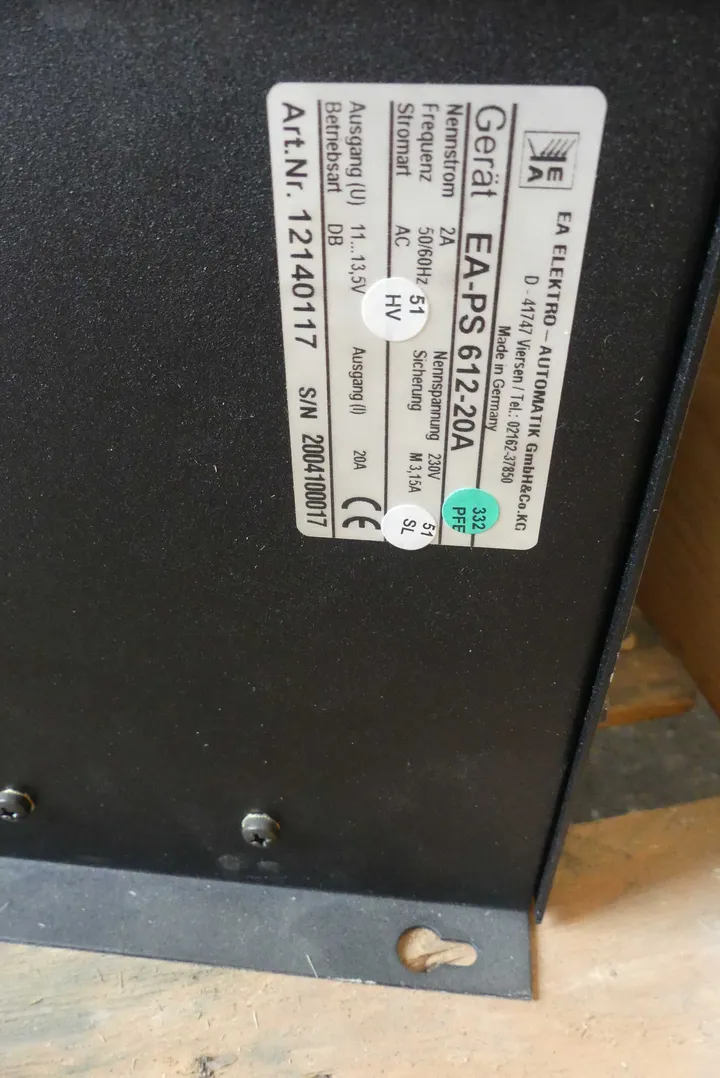 EA
EA ELEKTRO-AUTOMATIK GmbH&Co.KG
D - 41747 Viersen / Tel.: 02162-37850
Made in Germany
Gerät EA-PS 612-20A
332 PFE
Nennstrom 2A Nennspannung 230V
Frequenz 50/60Hz Sicherung M 3,15A
Stromart AC
51 HV
51 SL
Ausgang (U) 11...13,5V Ausgang (I) 20A
Betriebsart DB
CE
Art.Nr. 12140117 S/N 2004100017